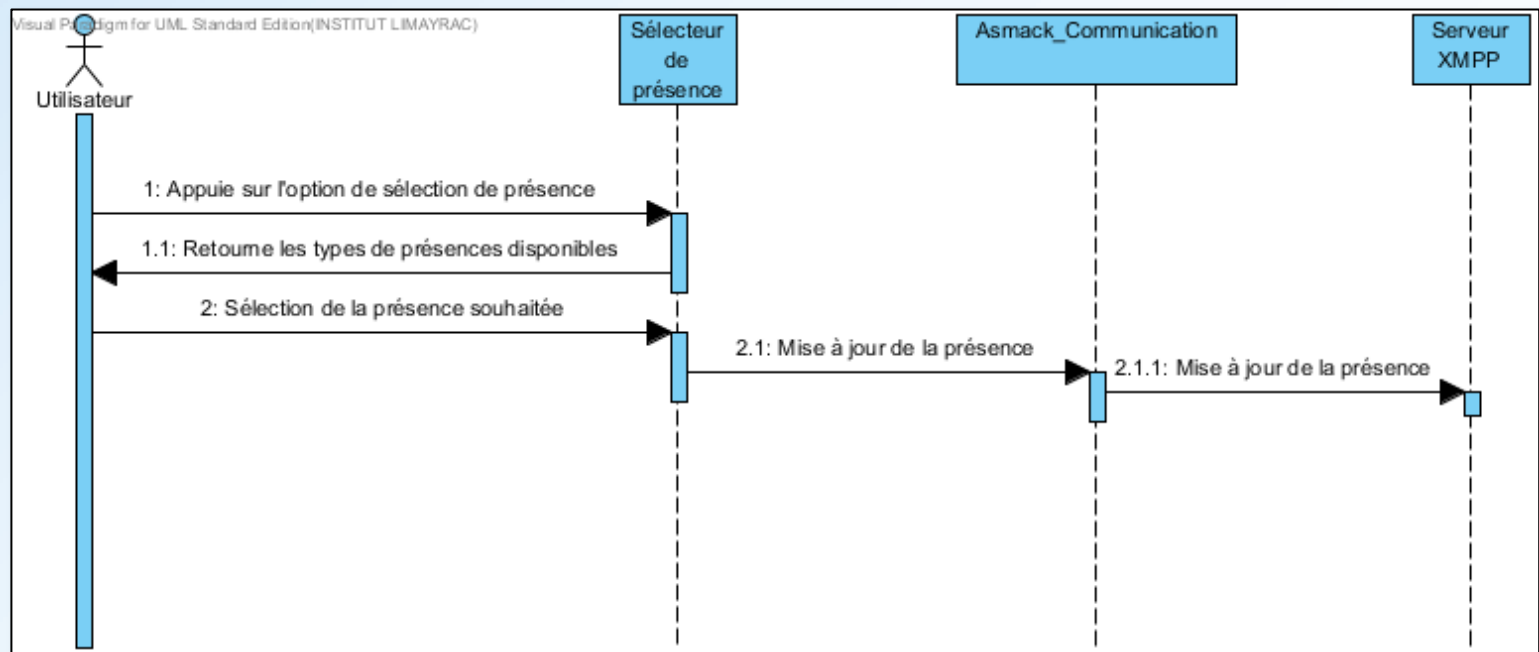 Visual Paradigm for UML Standard Edition(INSTITUT LIMAYRAC)
Utilisateur
Sélecteur
de
présence
Asmack_Communication
Serveur
XMPP
1: Appuie sur l'option de sélection de présence
1.1: Retourne les types de présences disponibles
2: Sélection de la présence souhaitée
2.1: Mise à jour de la présence
2.1.1: Mise à jour de la présence